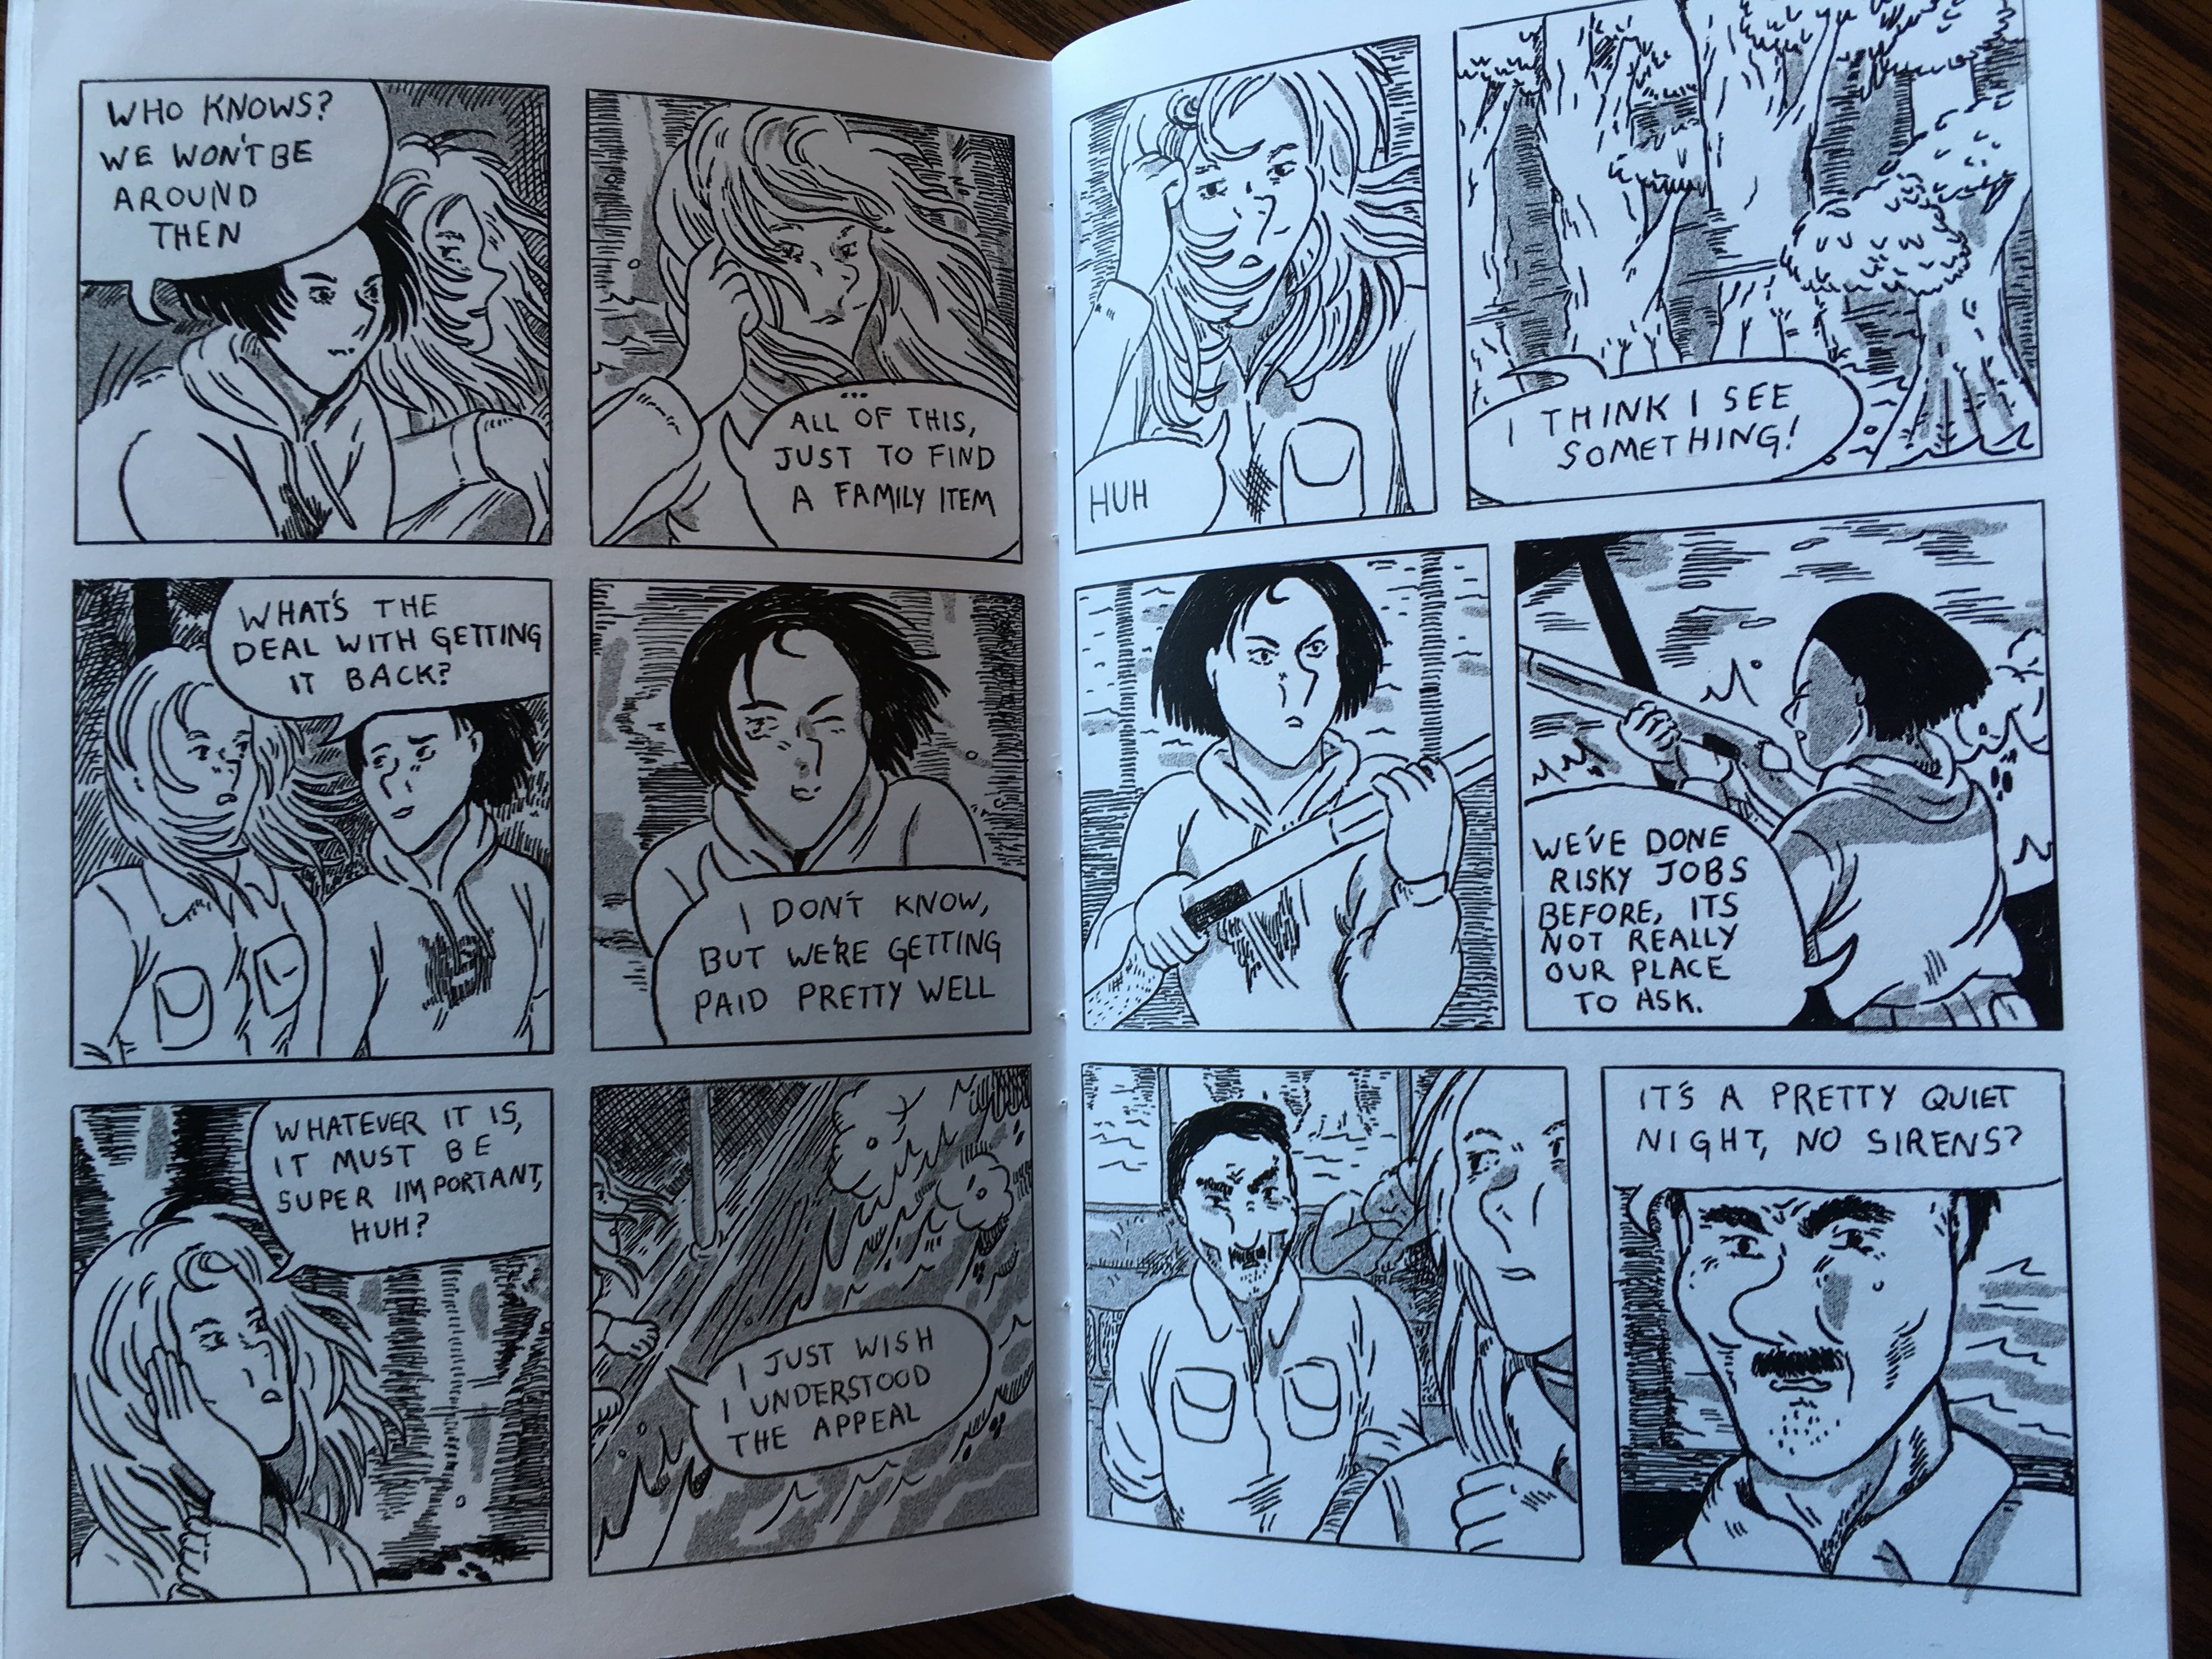 WHO KNOWS?
WE WON'T BE
AROUND
THEN
...
ALL OF THIS,
JUST TO FIND
A FAMILY ITEM
WHAT'S THE
DEAL WITH GETTING
IT BACK?
I DON'T KNOW,
BUT WE'RE GETTING
PAID PRETTY WELL
WHATEVER IT IS,
IT MUST BE
SUPER IMPORTANT,
HUH?
I JUST WISH
I UNDERSTOOD
THE APPEAL
HUH
I THINK I SEE
SOMETHING!
WE'VE DONE
RISKY JOBS
BEFORE, ITS
NOT REALLY
OUR PLACE
TO ASK.
IT'S A PRETTY QUIET
NIGHT, NO SIRENS?